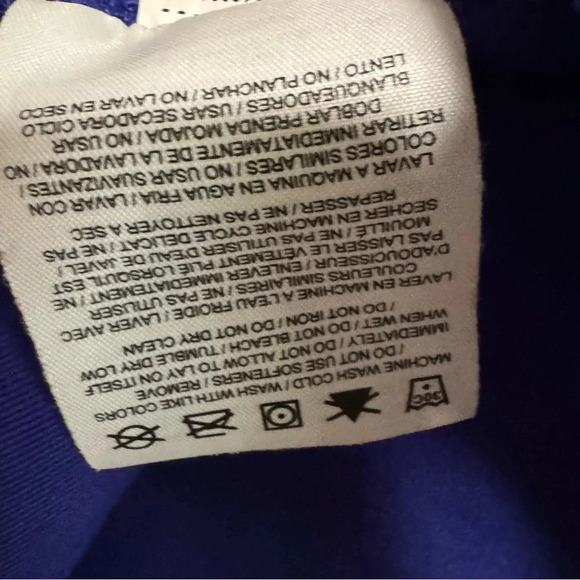 30C
MACHINE WASH / COLD / WASH WITH LIKE COLORS
/ DO NOT USE SOFTENERS / REMOVE
IMMEDIATELY / DO NOT ALLOW TO LAY ON ITSELF
WHEN WET / DO NOT BLEACH / TUMBLE DRY LOW
/ DO NOT IRON / DO NOT DRY CLEAN
LAVER EN MACHINE / À L'EAU FROIDE / LAVER AVEC
COULEURS SIMILAIRES / NE PAS UTILISER
D'ADOUCISSEUR / ENLEVER IMMEDIATEMENT / NE
PAS LAISSER LE VÊTEMENT PLIE LORSQU'IL EST
MOUILLÉ / NE PAS UTILISER D'EAU DE JAVEL /
SECHER EN MACHINE CYCLE DELICAT / NE PAS
REPASSER / NE PAS NETTOYER A SEC
LAVAR A MAQUINA EN AGUA FRIA / LAVAR CON
COLORES SIMILARES / NO USAR SUAVIZANTES /
RETIRAR INMEDIATAMENTE DE LA LAVADORA / NO
DOBLAR PRENDA MOJADA / NO USAR
BLANQUEADORES / USAR SECADORA CICLO
LENTO / NO PLANCHAR / NO LAVAR EN SECO